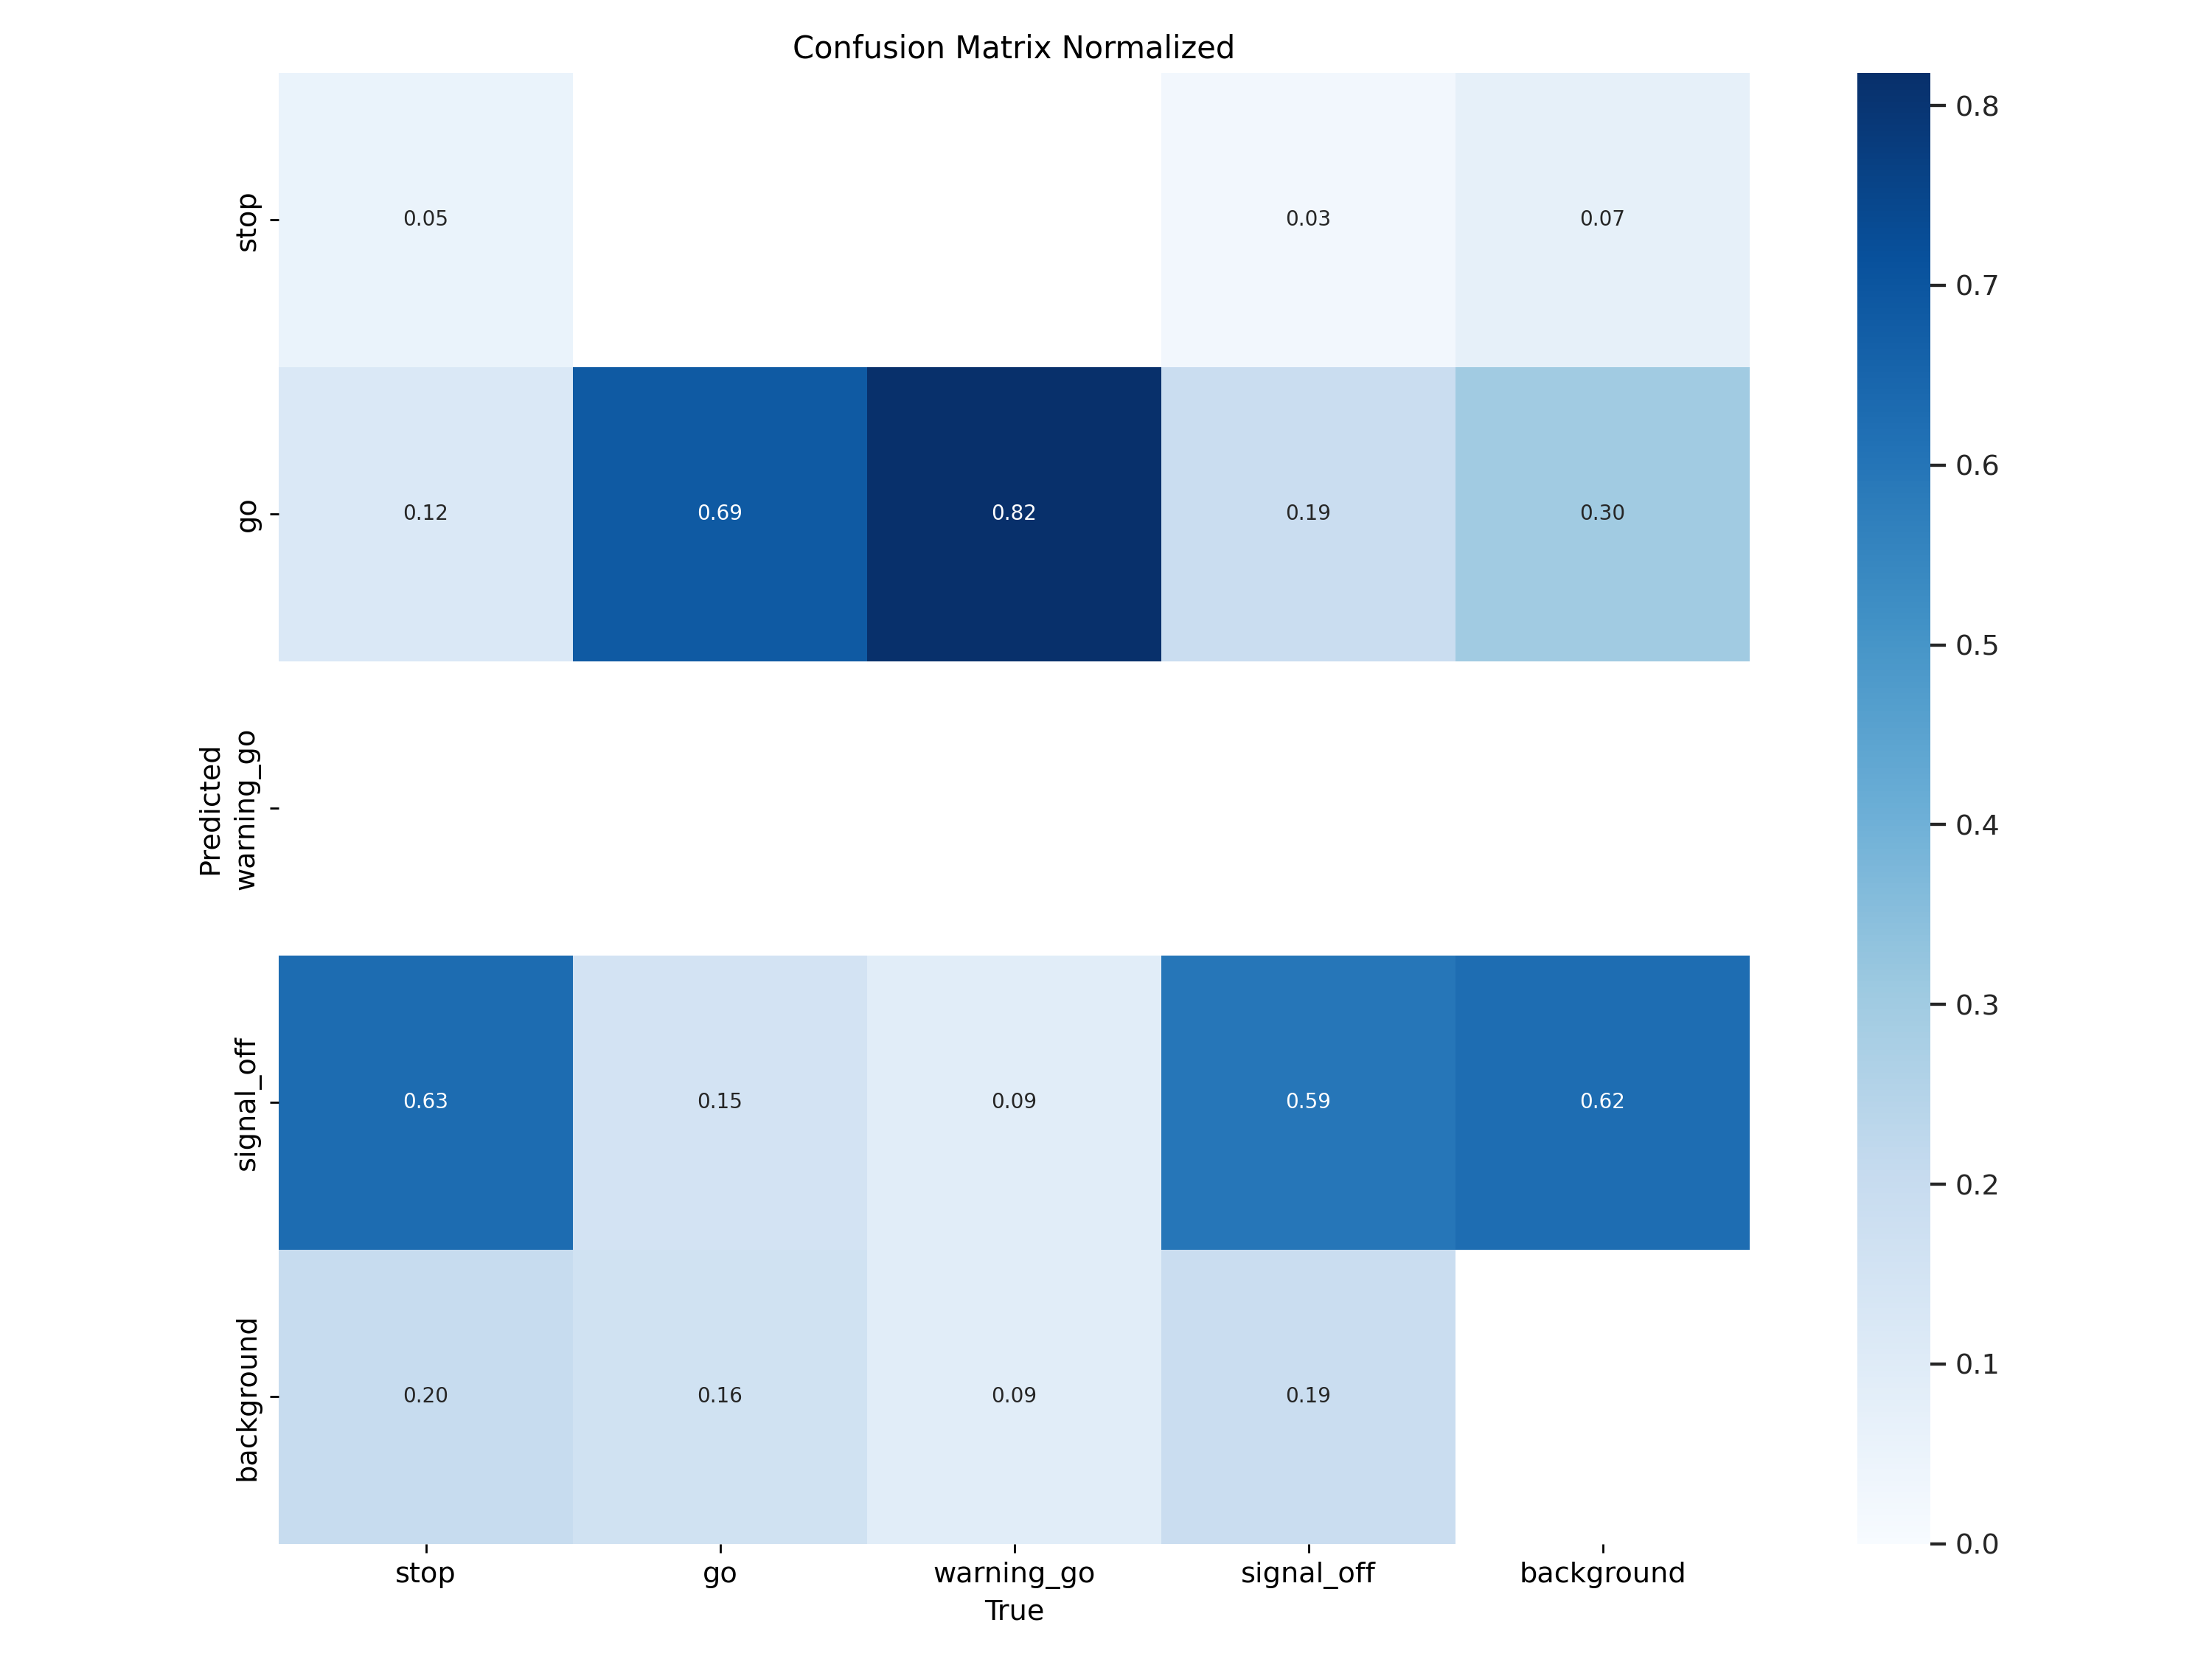 Confusion Matrix Normalized
stop
0.05
0.03
0.07
0.8
0.7
go
0.12
0.69
0.82
0.19
0.30
0.6
0.5
Predicted
warning_go
0.4
0.3
signal_off
0.63
0.15
0.09
0.59
0.62
0.2
background
0.20
0.16
0.09
0.19
0.1
0.0
stop
go
warning_go
signal_off
background
True